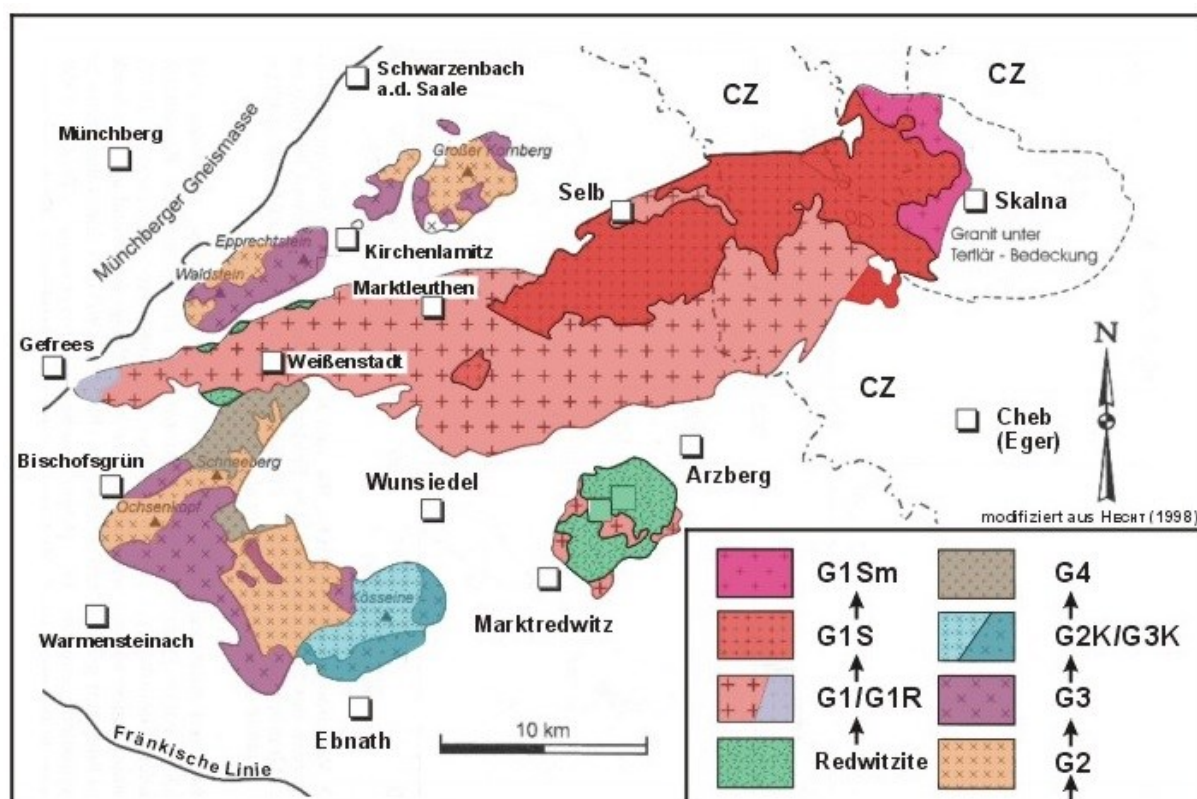 Schwarzenbach
a.d. Saale
CZ
CZ
Münchberg
Münchberger Gneismasse
Großer Kornberg
Selb
Skalna
Granit unter
Tertlär - Bedeckung
Epprechtstein
Kirchenlamitz
Waldstein
Marktleuthen
Gefrees
Weißenstadt
CZ
N
Cheb
(Eger)
Bischofsgrün
Schneeberg
Wunsiedel
Arzberg
Ochsenkopf
modifiziert aus HECHT (1998)
Kösseine
Marktredwitz
Warmensteinach
Ebnath
10 km
Fränkische Linie
G1Sm
G1S
G1/G1R
Redwitzite
G4
G2K/G3K
G3
G2